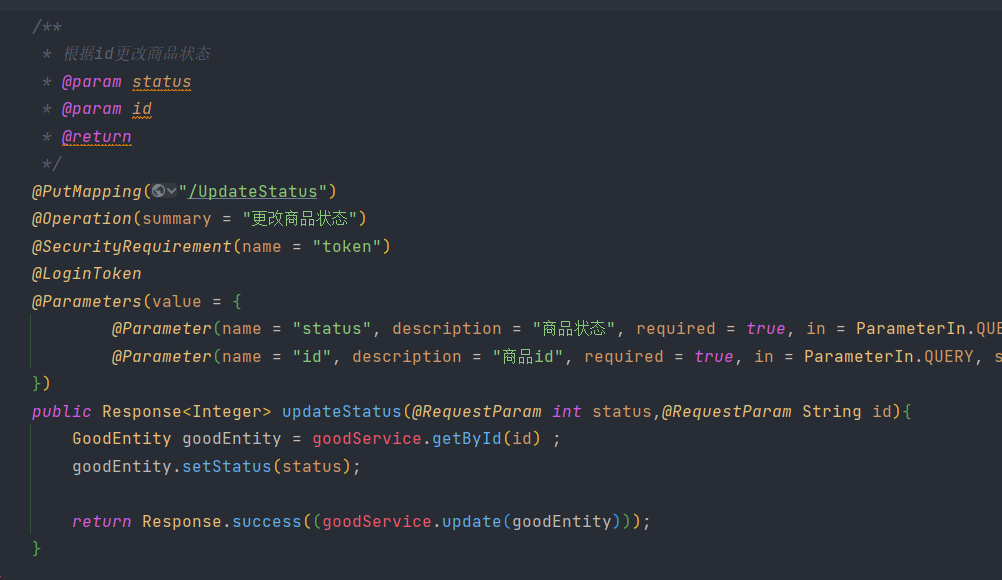 /**
 * 根据id更改商品状态
 * @param status
 * @param id
 * @return
 */
@PutMapping("/UpdateStatus")
@Operation(summary = "更改商品状态")
@SecurityRequirement(name = "token")
@LoginToken
@Parameters(value = {
        @Parameter(name = "status", description = "商品状态", required = true, in = ParameterIn.QUE
        @Parameter(name = "id", description = "商品id", required = true, in = ParameterIn.QUERY, s
})
public Response<Integer> updateStatus(@RequestParam int status,@RequestParam String id){
    GoodEntity goodEntity = goodService.getById(id) ;
    goodEntity.setStatus(status);
    return Response.success((goodService.update(goodEntity)));
}